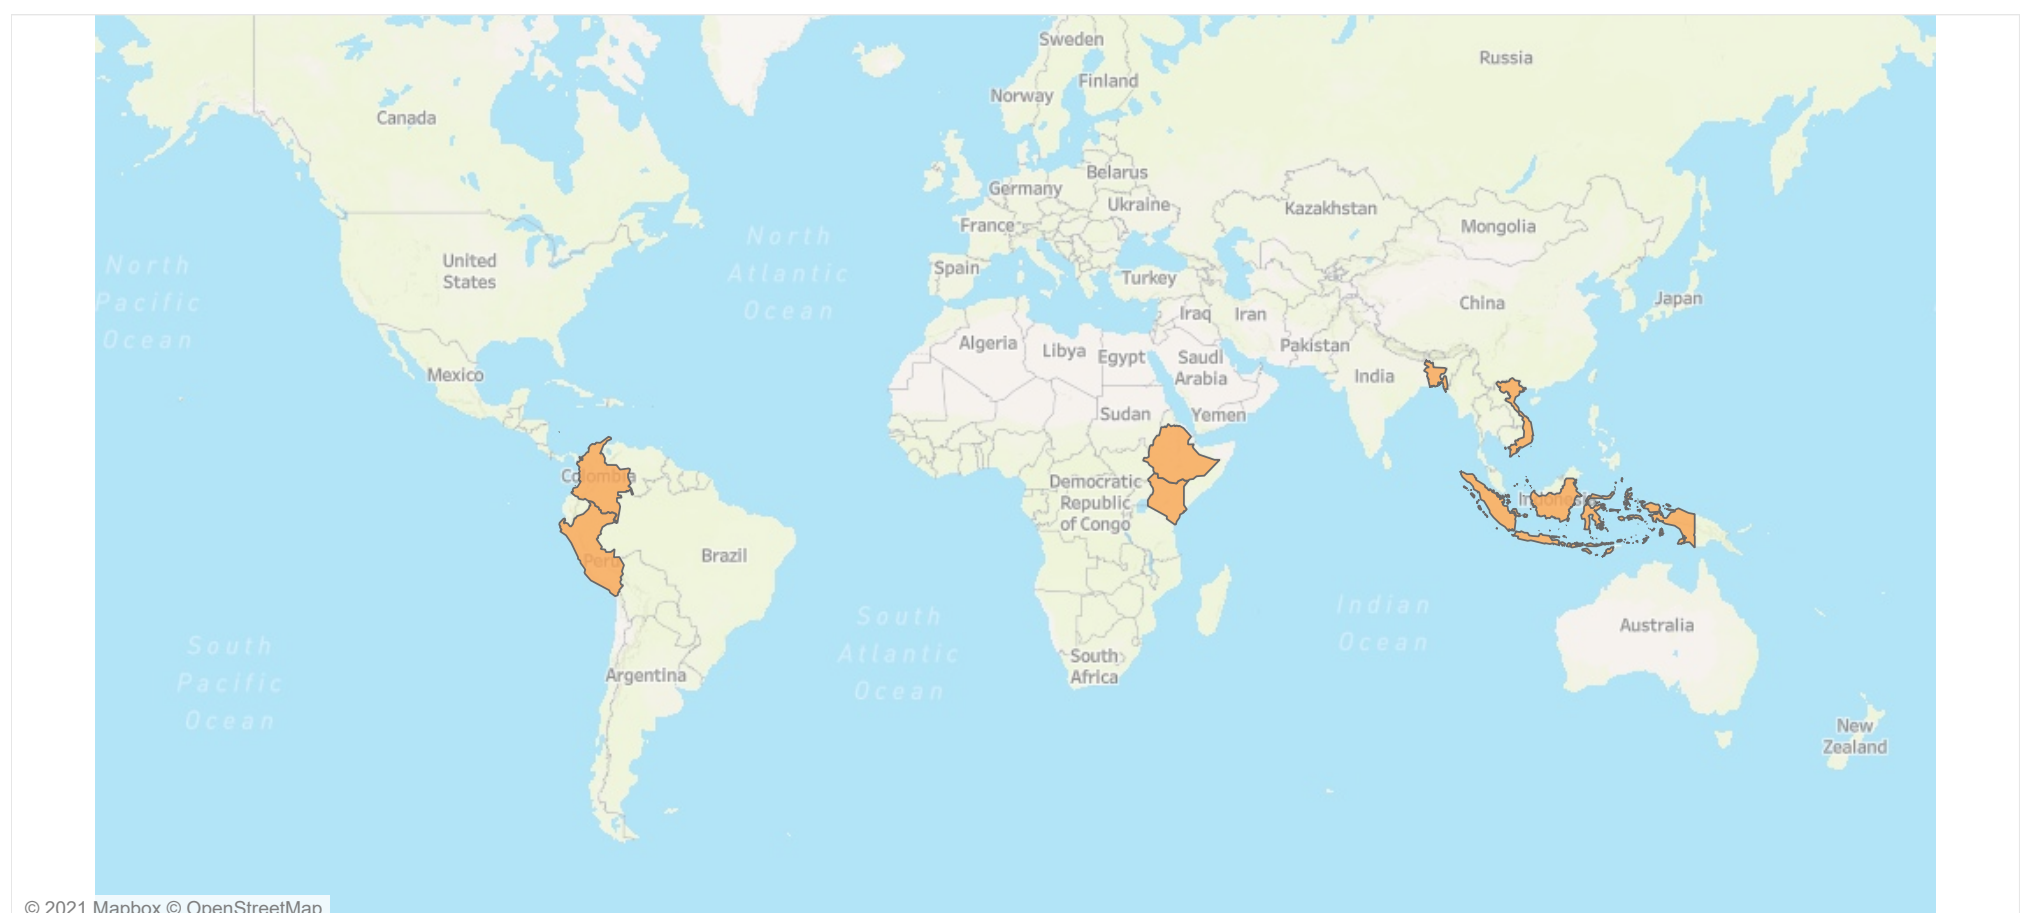 Sweden
Russia
Finland
Norway
Canada
Belarus
Germany
Ukraine
Kazakhstan
France
Mongolia
North
Atlantic
Ocean
North
Pacific
Ocean
United
States
Spain
Turkey
China
Japan
Iraq
Iran
Algeria
Libya
Egypt
Saudi
Arabia
Pakistan
India
Mexico
Sudan
Yemen
Colombia
Democratic
Republic
of Congo
Indonesia
Peru
Brazil
South
Atlantic
Ocean
Indian
Ocean
Australia
South
Pacific
Ocean
South
Africa
Argentina
New
Zealand
© 2021 Mapbox © OpenStreetMap